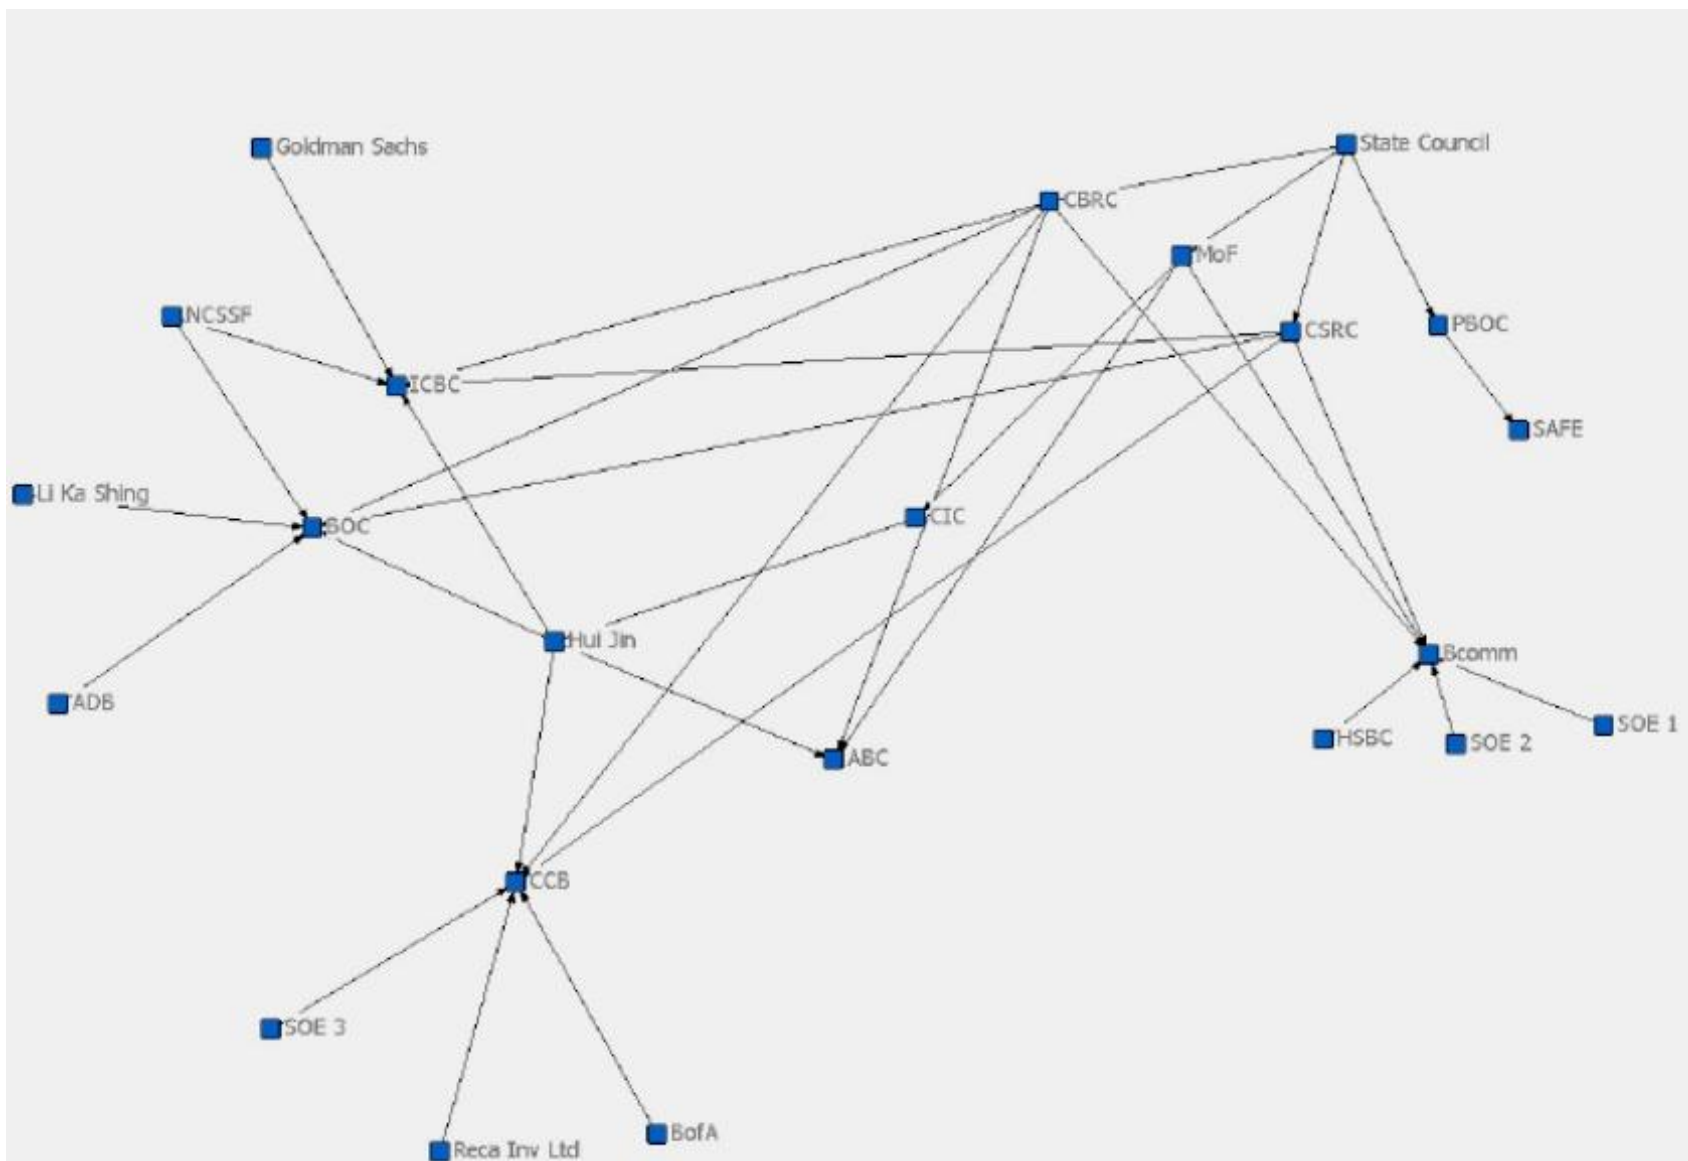 Goldman Sachs
State Council
CBRC
MoF
NCSSF
CSRC
PBOC
ICBC
SAFE
Li Ka Shing
BOC
CIC
Hui Jin
Bcomm
ADB
SOE 1
HSBC
SOE 2
ABC
CCB
SOE 3
BofA
Reca Inv Ltd